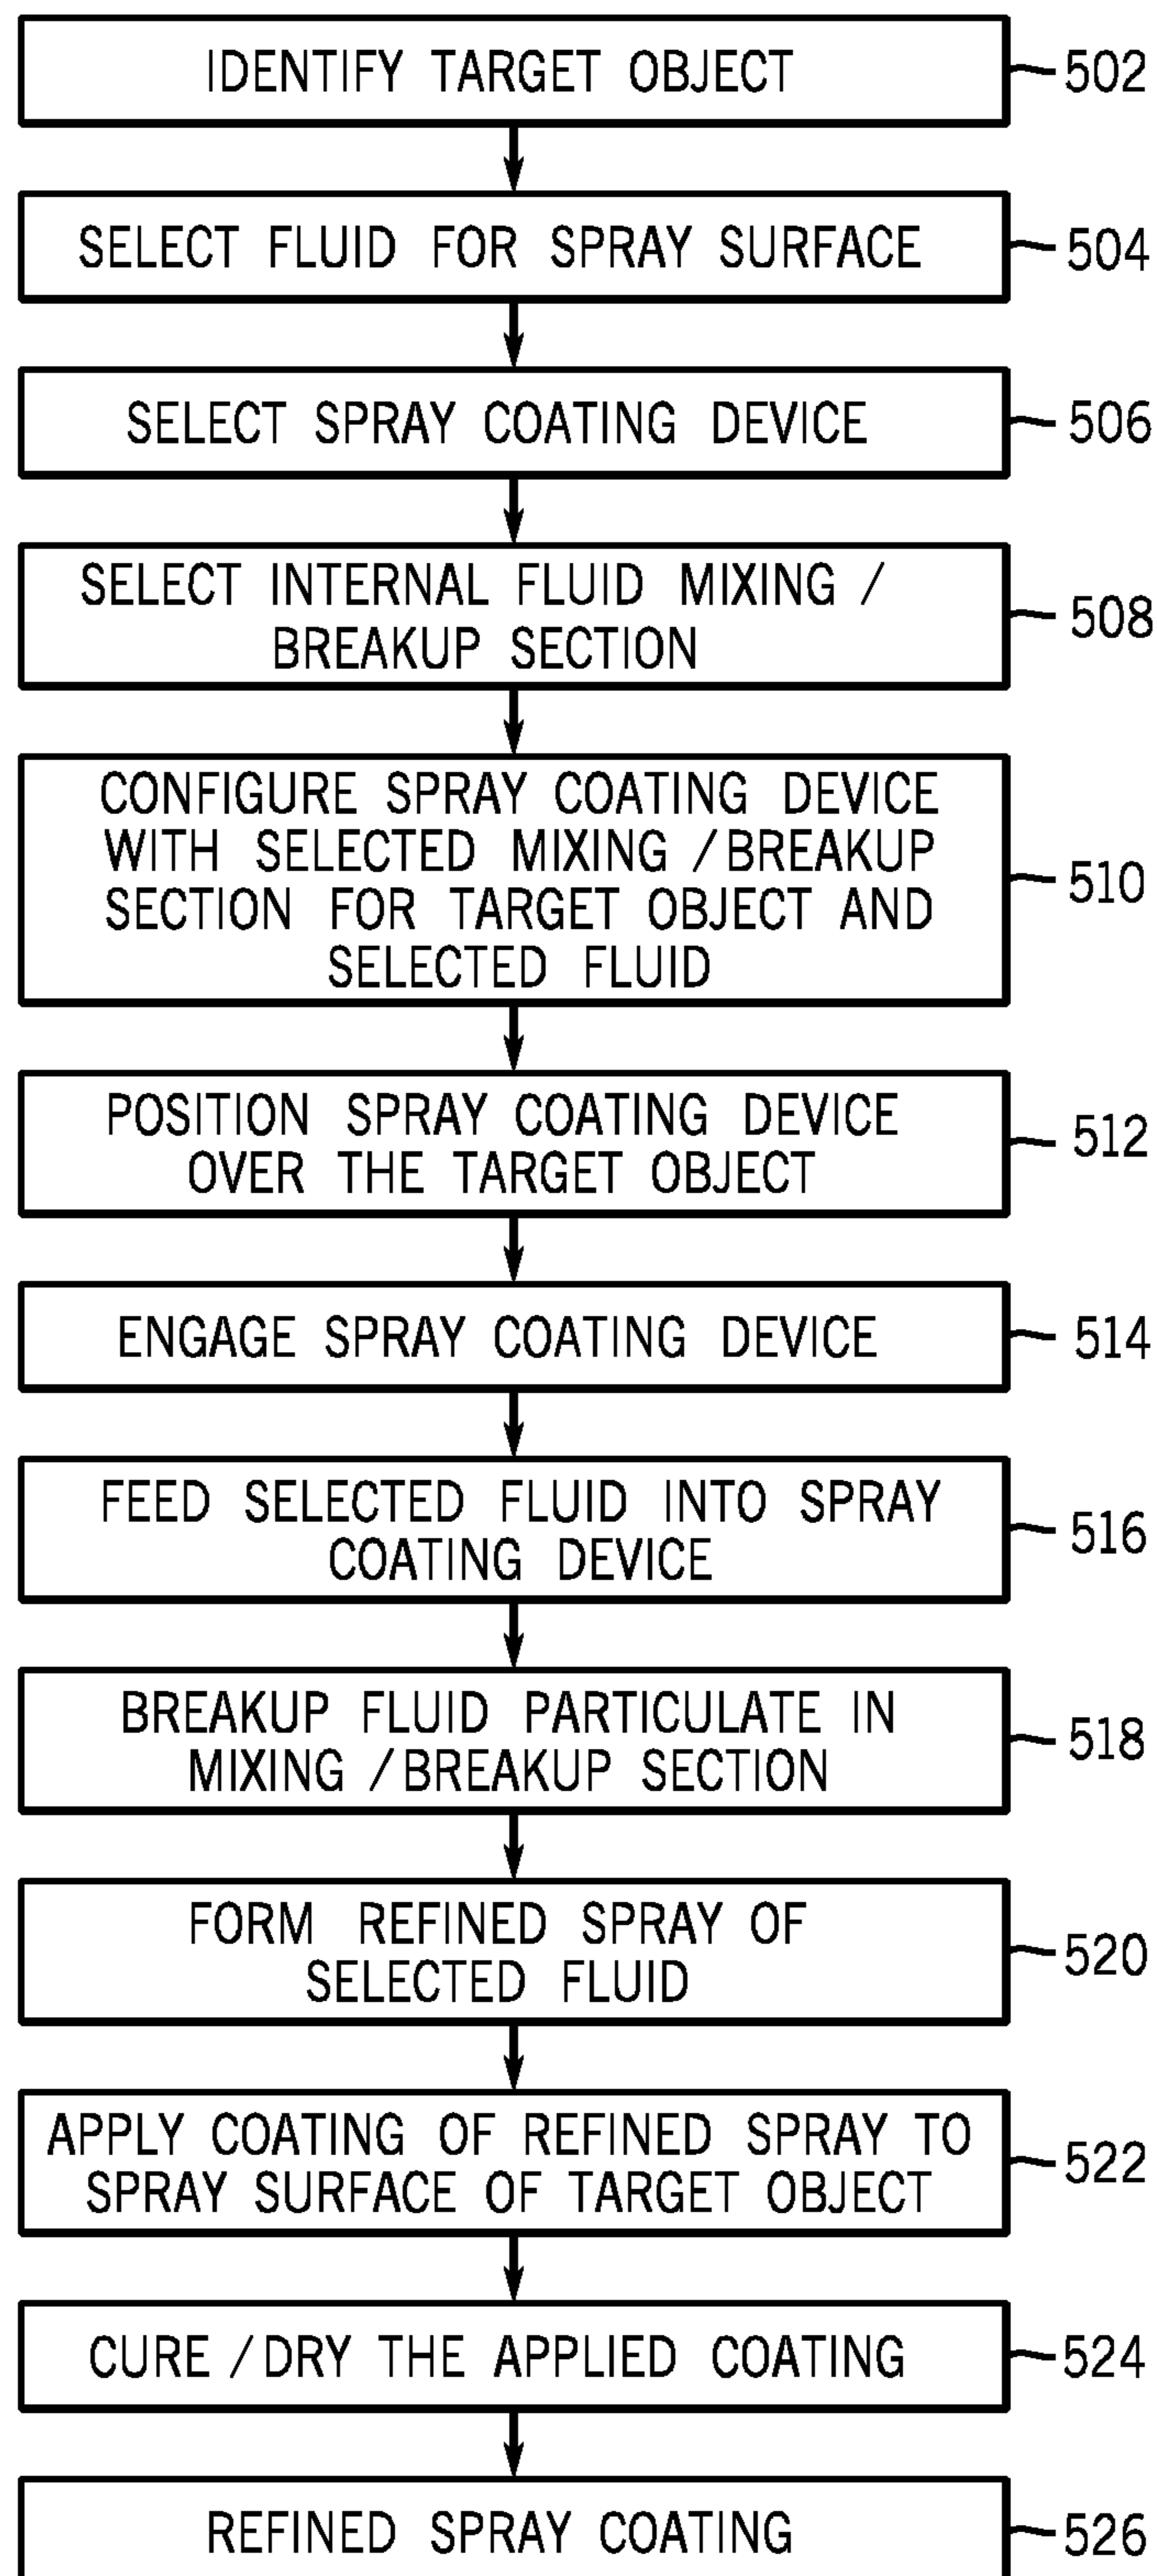 IDENTIFY TARGET OBJECT
502
SELECT FLUID FOR SPRAY SURFACE
504
SELECT SPRAY COATING DEVICE
506
SELECT INTERNAL FLUID MIXING /
BREAKUP SECTION
508
CONFIGURE SPRAY COATING DEVICE
WITH SELECTED MIXING /BREAKUP
SECTION FOR TARGET OBJECT AND
SELECTED FLUID
510
POSITION SPRAY COATING DEVICE
OVER THE TARGET OBJECT
512
ENGAGE SPRAY COATING DEVICE
514
FEED SELECTED FLUID INTO SPRAY
COATING DEVICE
516
BREAKUP FLUID PARTICULATE IN
MIXING /BREAKUP SECTION
518
FORM REFINED SPRAY OF
SELECTED FLUID
520
APPLY COATING OF REFINED SPRAY TO
SPRAY SURFACE OF TARGET OBJECT
522
CURE /DRY THE APPLIED COATING
524
REFINED SPRAY COATING
526